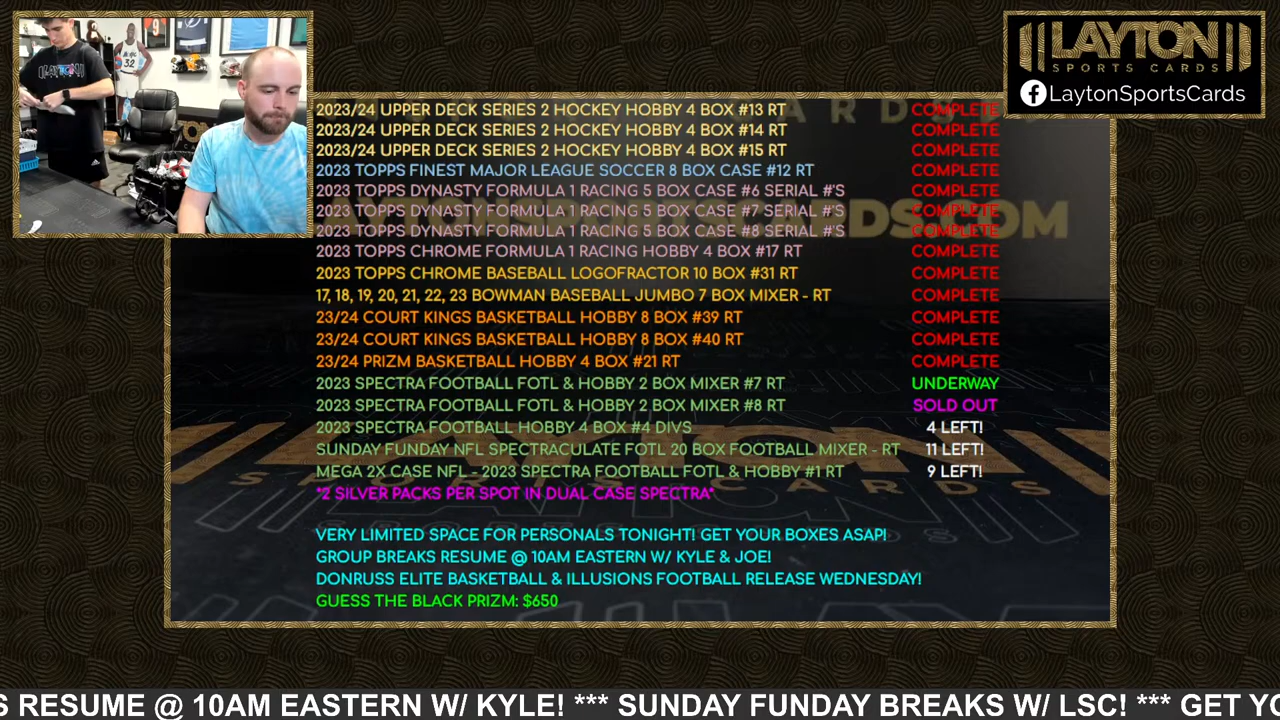 LAYTON
SPORTS CARDS
LaytonSportsCards
2023/24 UPPER DECK SERIES 2 HOCKEY HOBBY 4 BOX #13 RT COMPLETE
2023/24 UPPER DECK SERIES 2 HOCKEY HOBBY 4 BOX #14 RT COMPLETE
2023/24 UPPER DECK SERIES 2 HOCKEY HOBBY 4 BOX #15 RT COMPLETE
2023 TOPPS FINEST MAJOR LEAGUE SOCCER 8 BOX CASE #12 RT COMPLETE
2023 TOPPS DYNASTY FORMULA 1 RACING 5 BOX CASE #6 SERIAL #'S COMPLETE
2023 TOPPS DYNASTY FORMULA 1 RACING 5 BOX CASE #7 SERIAL #'S COMPLETE
2023 TOPPS DYNASTY FORMULA 1 RACING 5 BOX CASE #8 SERIAL #'S COMPLETE
2023 TOPPS CHROME FORMULA 1 RACING HOBBY 4 BOX #17 RT COMPLETE
2023 TOPPS CHROME BASEBALL LOGOFRACTOR 10 BOX #31 RT COMPLETE
17, 18, 19, 20, 21, 22, 23 BOWMAN BASEBALL JUMBO 7 BOX MIXER - RT COMPLETE
23/24 COURT KINGS BASKETBALL HOBBY 8 BOX #39 RT COMPLETE
23/24 COURT KINGS BASKETBALL HOBBY 8 BOX #40 RT COMPLETE
23/24 PRIZM BASKETBALL HOBBY 4 BOX #21 RT COMPLETE
2023 SPECTRA FOOTBALL FOTL & HOBBY 2 BOX MIXER #7 RT UNDERWAY
2023 SPECTRA FOOTBALL FOTL & HOBBY 2 BOX MIXER #8 RT SOLD OUT
2023 SPECTRA FOOTBALL HOBBY 4 BOX #4 DIVS 4 LEFT!
SUNDAY FUNDAY NFL SPECTRACULATE FOTL 20 BOX FOOTBALL MIXER - RT 11 LEFT!
MEGA 2X CASE NFL - 2023 SPECTRA FOOTBALL FOTL & HOBBY #1 RT 9 LEFT!
*2 SILVER PACKS PER SPOT IN DUAL CASE SPECTRA*
VERY LIMITED SPACE FOR PERSONALS TONIGHT! GET YOUR BOXES ASAP!
GROUP BREAKS RESUME @ 10AM EASTERN W/ KYLE & JOE!
DONRUSS ELITE BASKETBALL & ILLUSIONS FOOTBALL RELEASE WEDNESDAY!
GUESS THE BLACK PRIZM: $650
S RESUME @ 10AM EASTERN W/ KYLE! *** SUNDAY FUNDAY BREAKS W/ LSC! *** GET YO